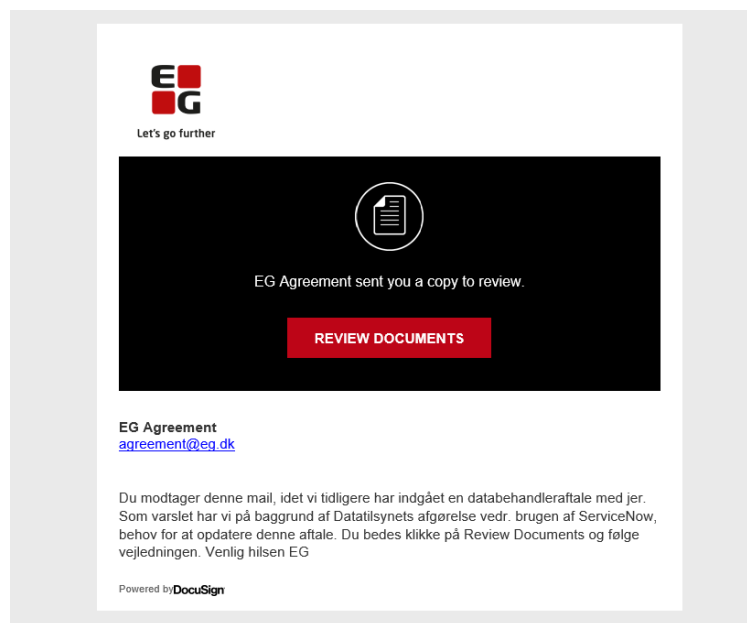 EG
Let's go further
EG Agreement sent you a copy to review.
REVIEW DOCUMENTS
EG Agreement
agreement@eg.dk
Du modtager denne mail, idet vi tidligere har indgået en databehandleraftale med jer.
Som varslet har vi på baggrund af Datatilsynets afgørelse vedr. brugen af ServiceNow,
behov for at opdatere denne aftale. Du bedes klikke på Review Documents og følge
vejledningen. Venlig hilsen EG
Powered by DocuSign